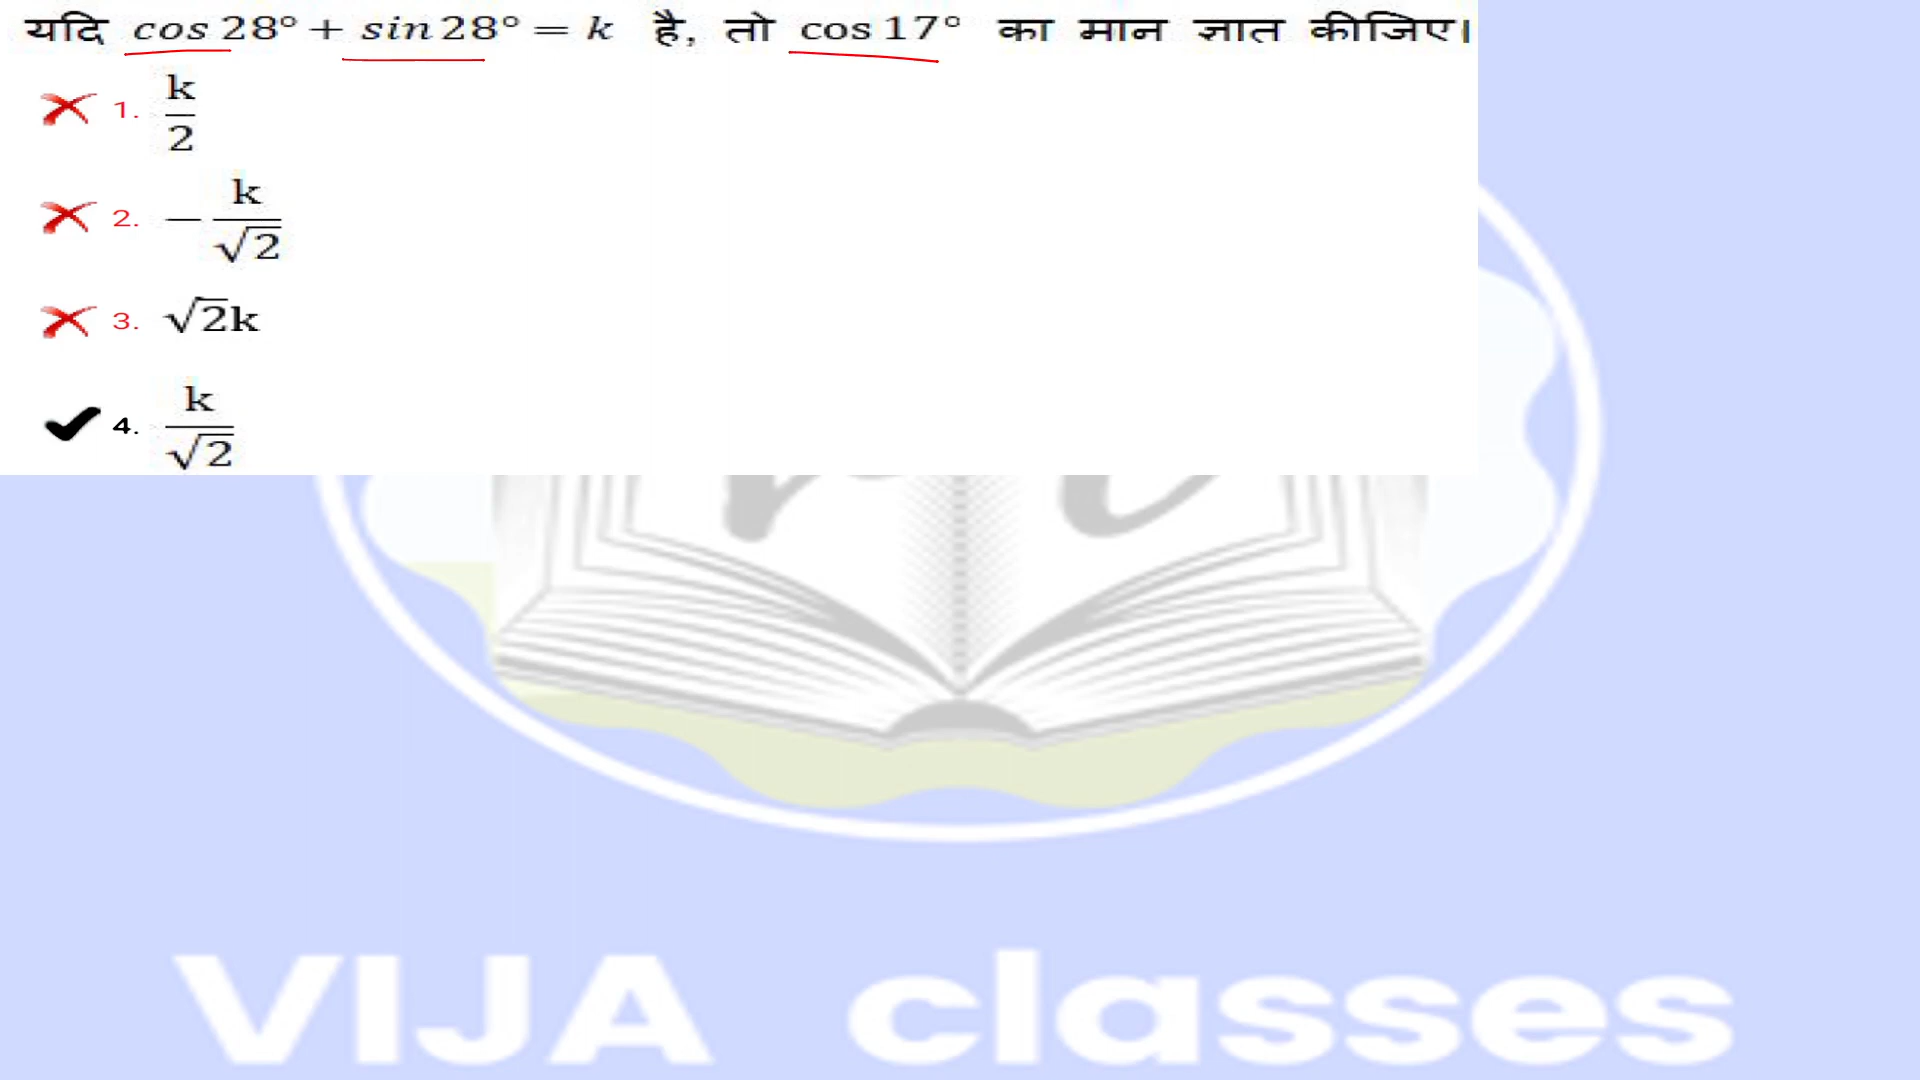 यदि cos 28° + sin 28° = k है, तो cos 17° का मान ज्ञात कीजिए।
1. k/2
2. −k/√2
3. √2k
4. k/√2
VIJA classes